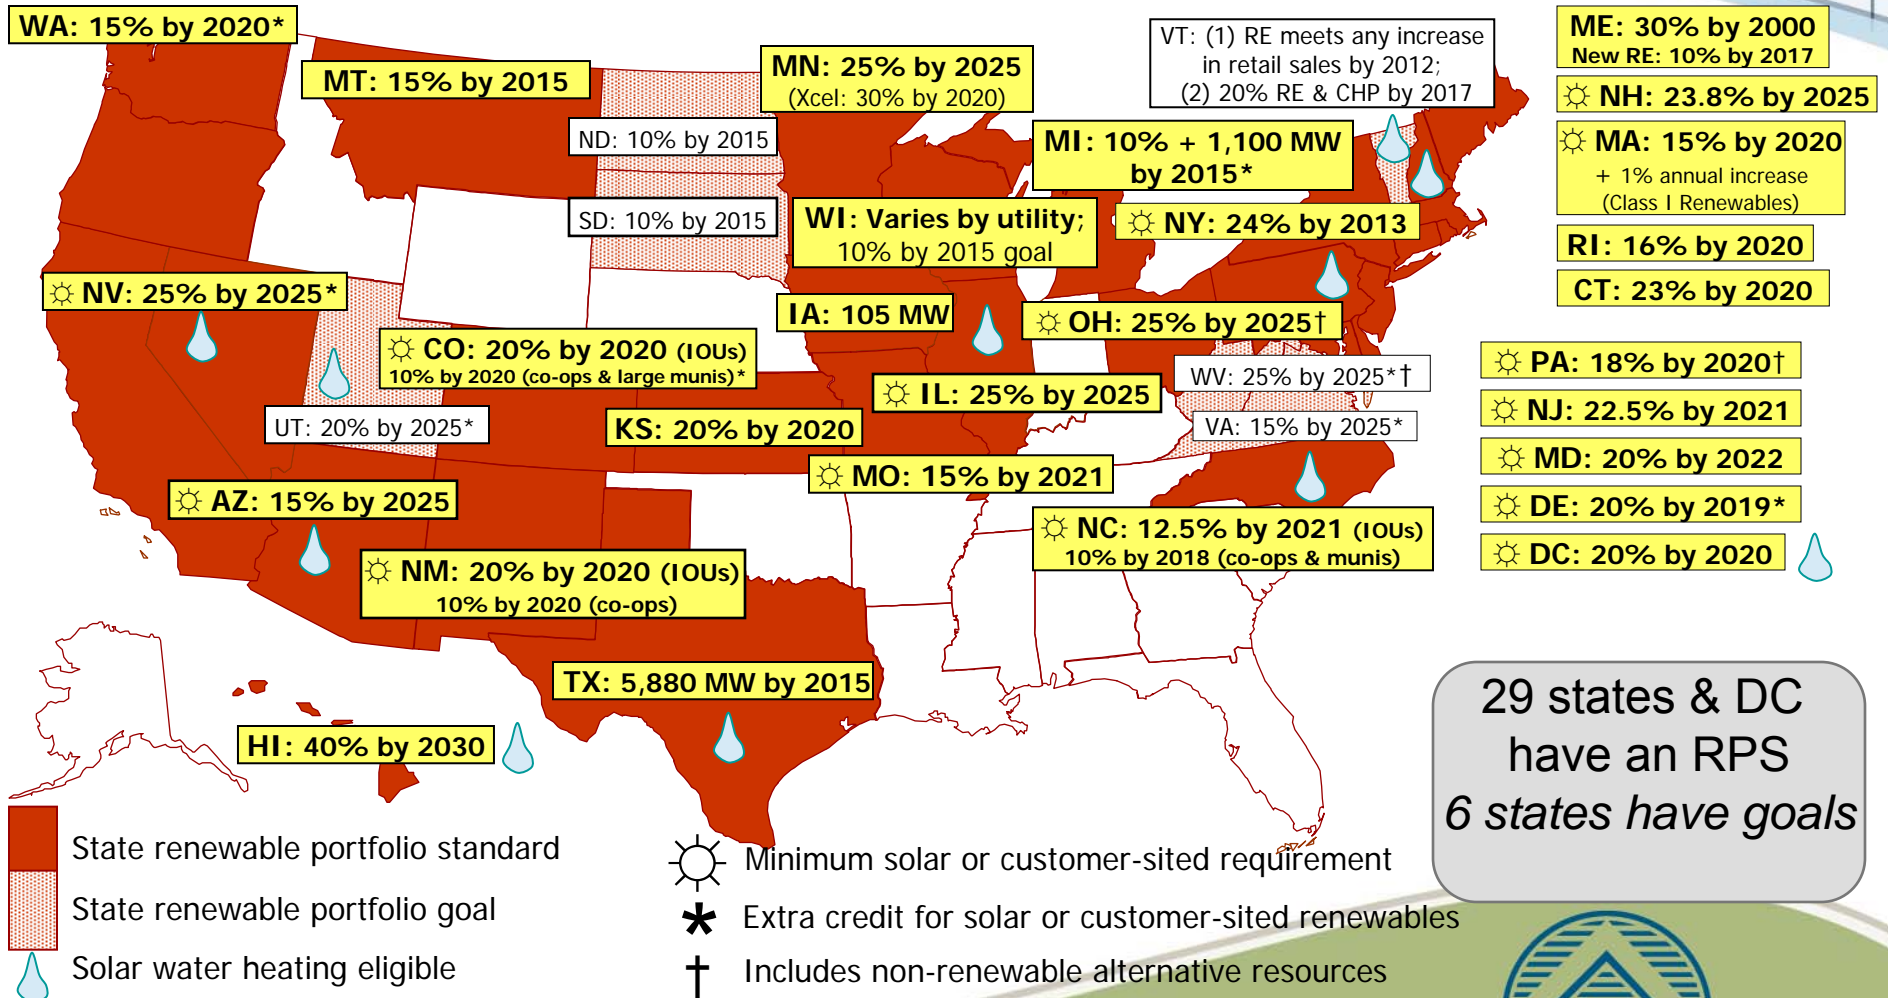 WA: 15% by 2020*
MT: 15% by 2015
MN: 25% by 2025
(Xcel: 30% by 2020)
VT: (1) RE meets any increase
in retail sales by 2012;
(2) 20% RE & CHP by 2017
ME: 30% by 2000
New RE: 10% by 2017
☼ NH: 23.8% by 2025
☼ MA: 15% by 2020
+ 1% annual increase
(Class I Renewables)
RI: 16% by 2020
CT: 23% by 2020
ND: 10% by 2015
SD: 10% by 2015
MI: 10% + 1,100 MW
by 2015*
WI: Varies by utility;
10% by 2015 goal
☼ NY: 24% by 2013
☼ NV: 25% by 2025*
IA: 105 MW
☼ OH: 25% by 2025†
☼ CO: 20% by 2020 (IOUs)
10% by 2020 (co-ops & large munis)*
☼ IL: 25% by 2025
WV: 25% by 2025*†
VA: 15% by 2025*
UT: 20% by 2025*
KS: 20% by 2020
☼ MO: 15% by 2021
☼ PA: 18% by 2020†
☼ NJ: 22.5% by 2021
☼ MD: 20% by 2022
☼ DE: 20% by 2019*
☼ DC: 20% by 2020
☼ AZ: 15% by 2025
☼ NC: 12.5% by 2021 (IOUs)
10% by 2018 (co-ops & munis)
☼ NM: 20% by 2020 (IOUs)
10% by 2020 (co-ops)
TX: 5,880 MW by 2015
HI: 40% by 2030
29 states & DC
have an RPS
6 states have goals
State renewable portfolio standard
State renewable portfolio goal
Solar water heating eligible
☼ Minimum solar or customer-sited requirement
* Extra credit for solar or customer-sited renewables
† Includes non-renewable alternative resources